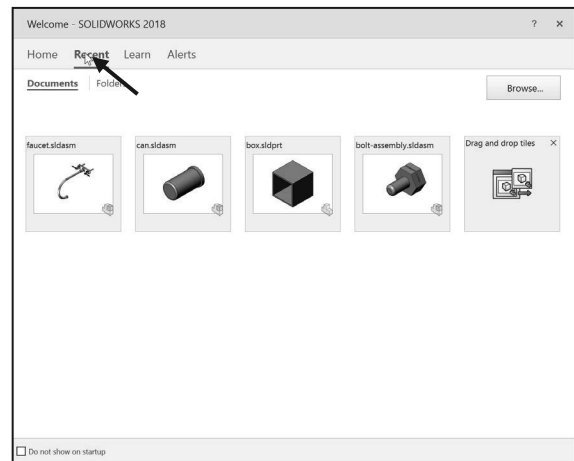 Welcome - SOLIDWORKS 2018 ? ×
Home Recent Learn Alerts
Documents Folders
Browse...
faucet.sldasm can.sldasm box.sldprt bolt-assembly.sldasm Drag and drop tiles ×
Do not show on startup